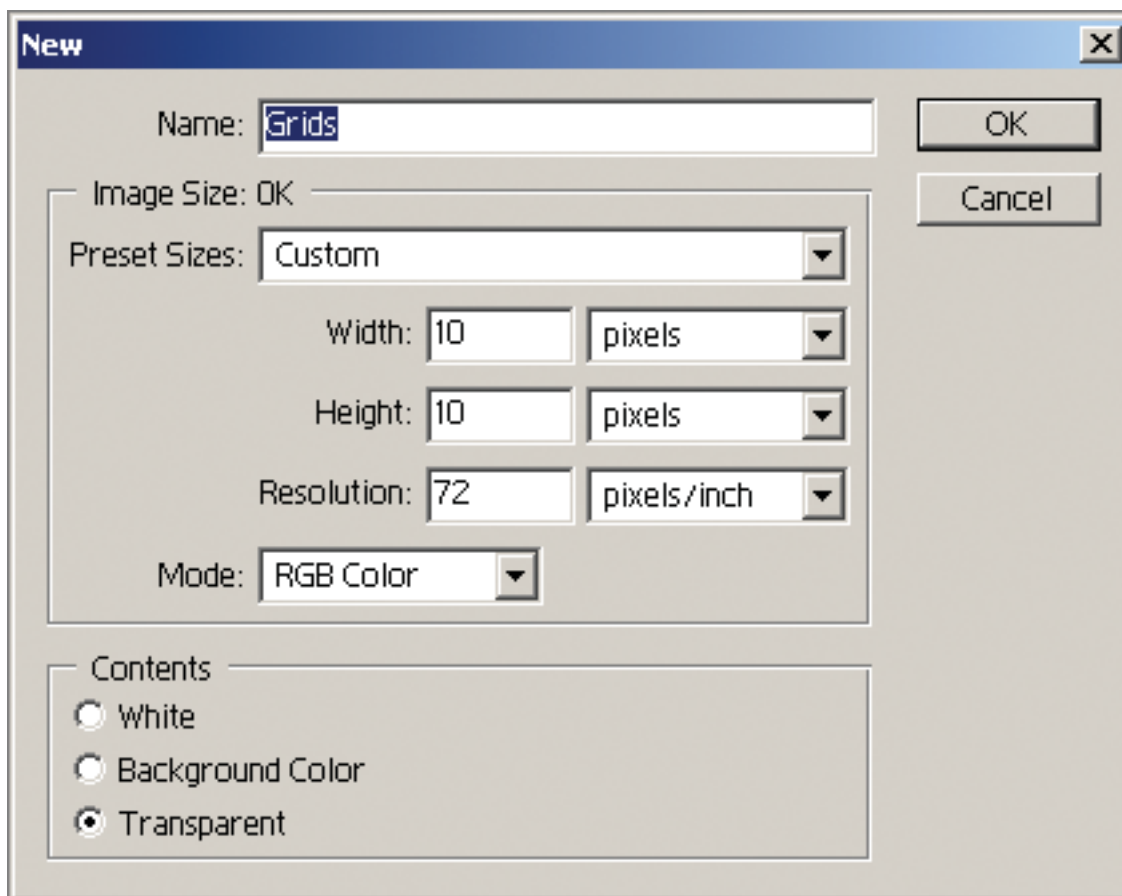 New
Name: Grids
OK
Image Size: 0K
Cancel
Preset Sizes: Custom
Width: 10 pixels
Height: 10 pixels
Resolution: 72 pixels/inch
Mode: RGB Color
Contents
White
Background Color
Transparent